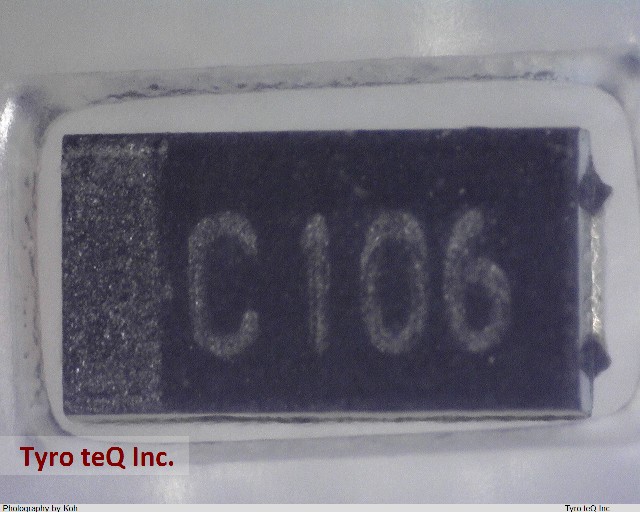 C106
Tyro teQ Inc.
Photography by Koh
Tyro teQ Inc.